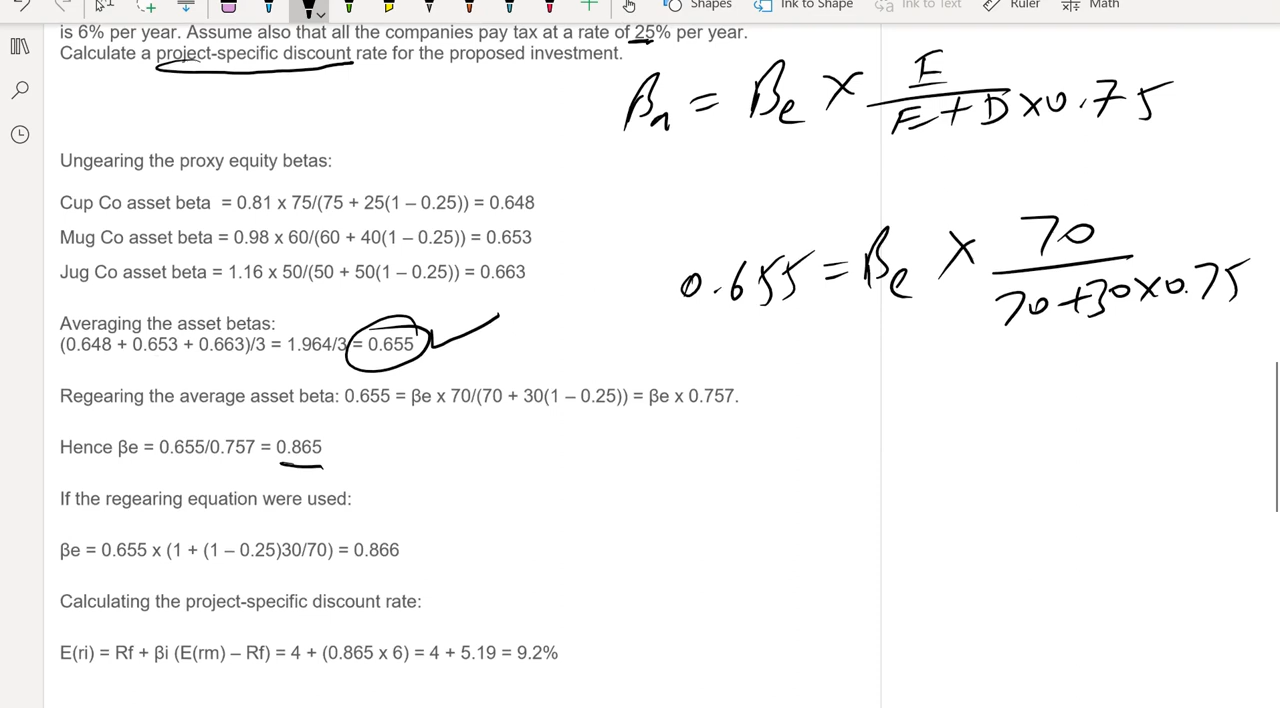 Shapes Ink to Shape Ink to Text Ruler Math
is 6% per year. Assume also that all the companies pay tax at a rate of 25% per year.
Calculate a project-specific discount rate for the proposed investment.
βa = βe × E / E + D × 0.75
Ungearing the proxy equity betas:
Cup Co asset beta = 0.81 x 75/(75 + 25(1 – 0.25)) = 0.648
Mug Co asset beta = 0.98 x 60/(60 + 40(1 – 0.25)) = 0.653
Jug Co asset beta = 1.16 x 50/(50 + 50(1 – 0.25)) = 0.663
0.655 = βe × 70 / 70 + 30 × 0.75
Averaging the asset betas:
(0.648 + 0.653 + 0.663)/3 = 1.964/3 = 0.655
Regearing the average asset beta: 0.655 = βe x 70/(70 + 30(1 – 0.25)) = βe x 0.757.
Hence βe = 0.655/0.757 = 0.865
If the regearing equation were used:
βe = 0.655 x (1 + (1 – 0.25)30/70) = 0.866
Calculating the project-specific discount rate:
E(ri) = Rf + βi (E(rm) – Rf) = 4 + (0.865 x 6) = 4 + 5.19 = 9.2%